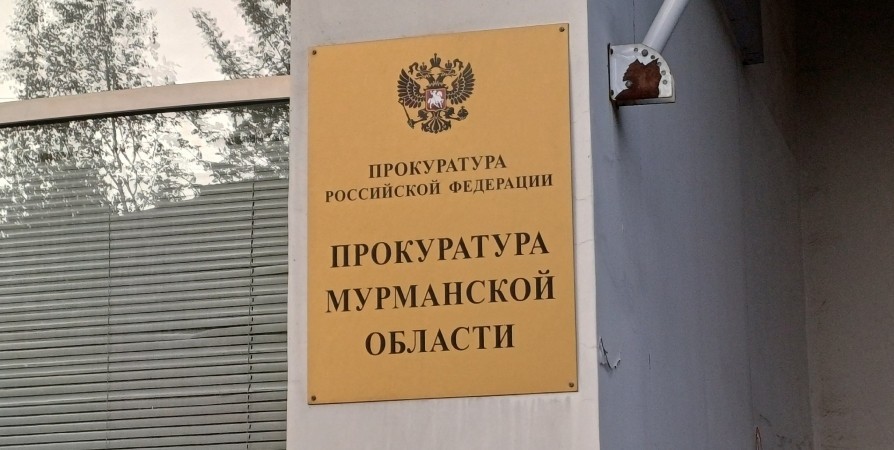 ПРОКУРАТУРА
РОССИЙСКОЙ ФЕДЕРАЦИИ
ПРОКУРАТУРА
МУРМАНСКОЙ
ОБЛАСТИ